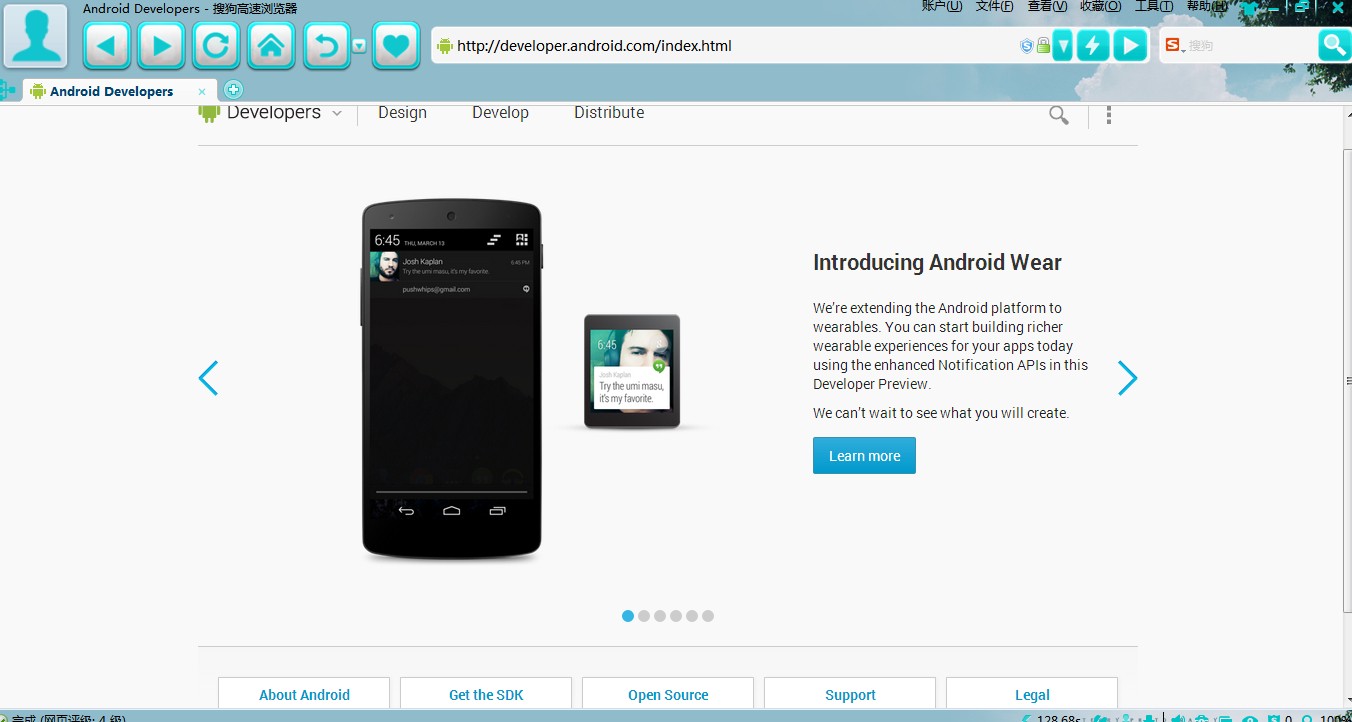 Android Developers - 搜狗高速浏览器
账户(U) 文件(F) 查看(V) 收藏(O) 工具(T) 帮助(H)
http://developer.android.com/index.html
搜狗
Android Developers
Developers
Design
Develop
Distribute
6:45 THU, MARCH 13
Josh Kaplan 6:45 PM
Try the umi masu, it's my favorite.
pushwhips@gmail.com
6:45
Josh Kaplan
Try the umi masu,
it's my favorite.
Introducing Android Wear
We're extending the Android platform to
wearables. You can start building richer
wearable experiences for your apps today
using the enhanced Notification APIs in this
Developer Preview.
We can't wait to see what you will create.
Learn more
About Android
Get the SDK
Open Source
Support
Legal
完成 (网页评级: 4 级)
128.68s
0
100%